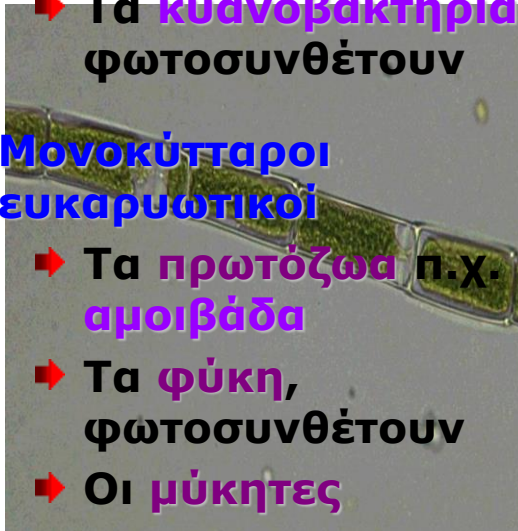 Τα κυανοβακτήρια
φωτοσυνθέτουν
Μονοκύτταροι
ευκαρυωτικοί
Τα πρωτόζωα π.χ.
αμοιβάδα
Τα φύκη,
φωτοσυνθέτουν
Οι μύκητες